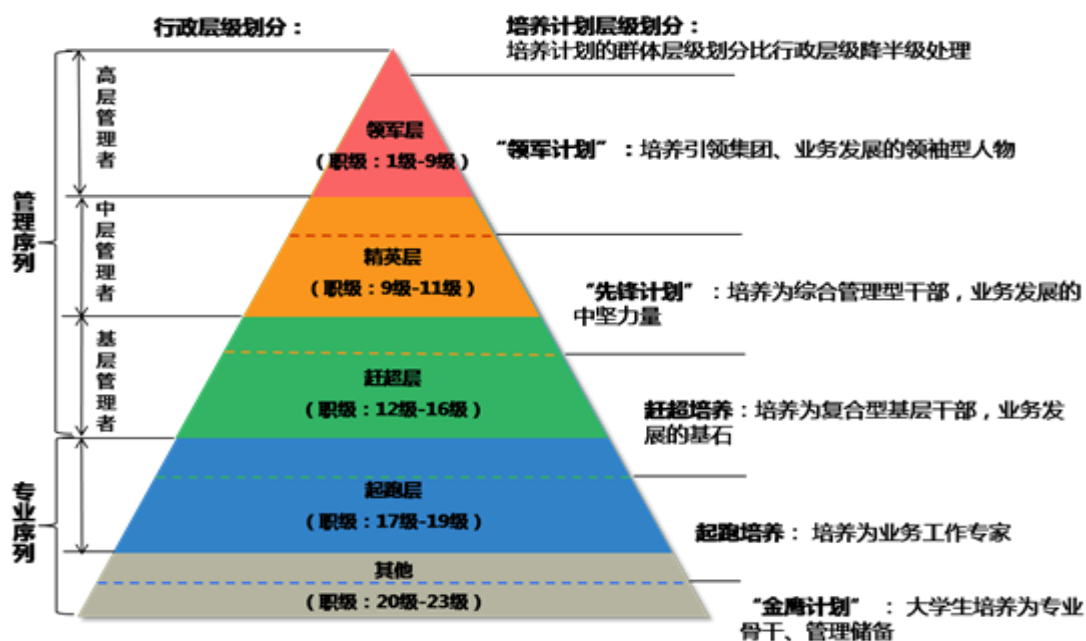 行政层级划分：
培养计划层级划分：
培养计划的群体层级划分比行政层级降半级处理
高层管理者
领军层
（职级：1级-9级）
“领军计划”：培养引领集团、业务发展的领袖型人物
管理序列
中层管理者
精英层
（职级：9级-11级）
“先锋计划”：培养为综合管理型干部，业务发展的
中坚力量
基层管理者
赶超层
（职级：12级-16级）
赶超培养：培养为复合型基层干部，业务发
展的基石
专业序列
起跑层
（职级：17级-19级）
起跑培养： 培养为业务工作专家
其他
（职级：20级-23级）
“金鹰计划” ： 大学生培养为专业
骨干、管理储备